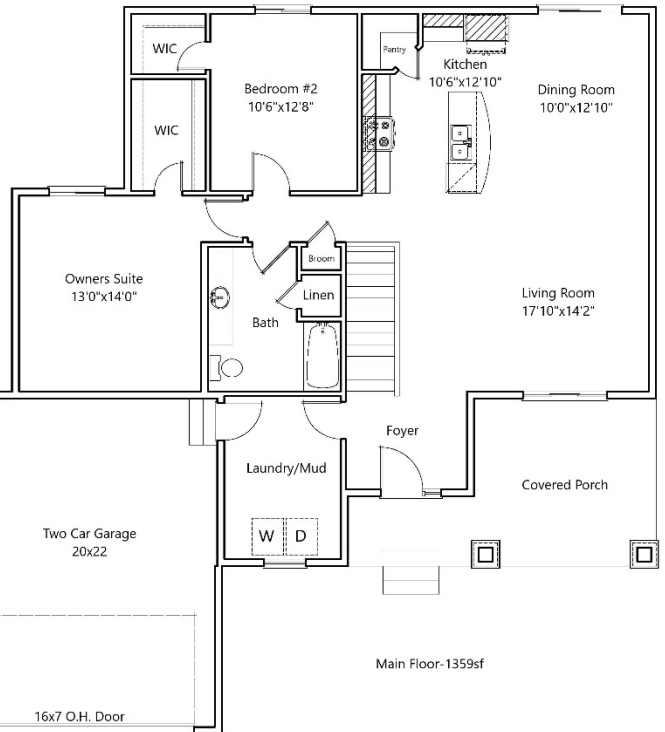 WIC
Bedroom #2
10'6"x12'8"
Pantry
Kitchen
10'6"x12'10"
Dining Room
10'0"x12'10"
WIC
Owners Suite
13'0"x14'0"
Broom
Linen
Bath
Living Room
17'10"x14'2"
Foyer
Laundry/Mud
Covered Porch
W D
Two Car Garage
20x22
Main Floor-1359sf
16x7 O.H. Door